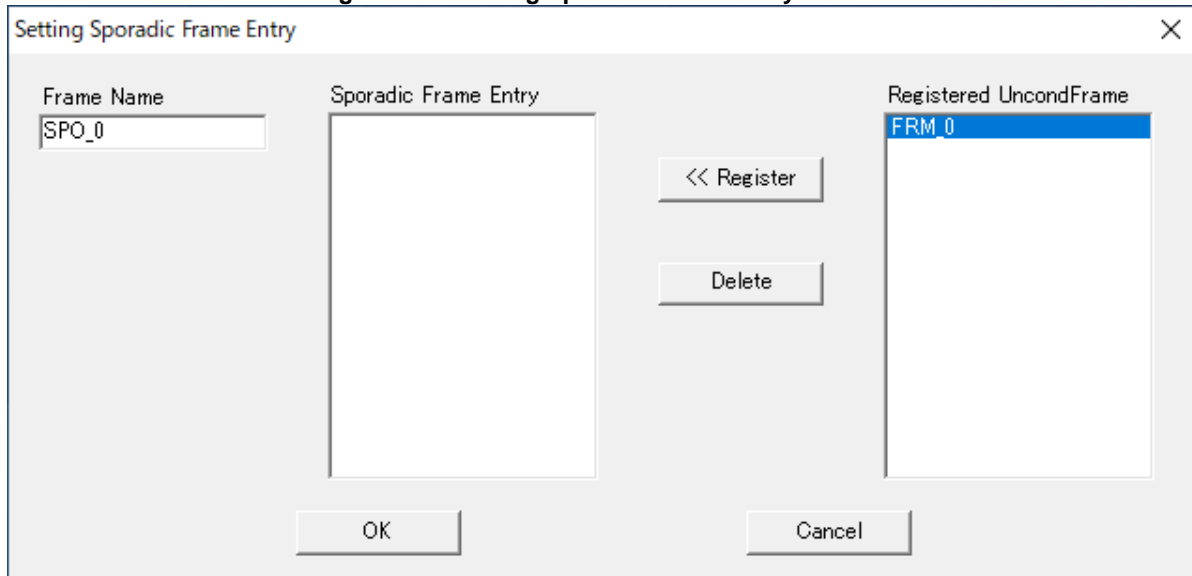 Setting Sporadic Frame Entry
Frame Name
SPO_0
Sporadic Frame Entry
<< Register
Delete
Registered UncondFrame
FRM_0
OK
Cancel